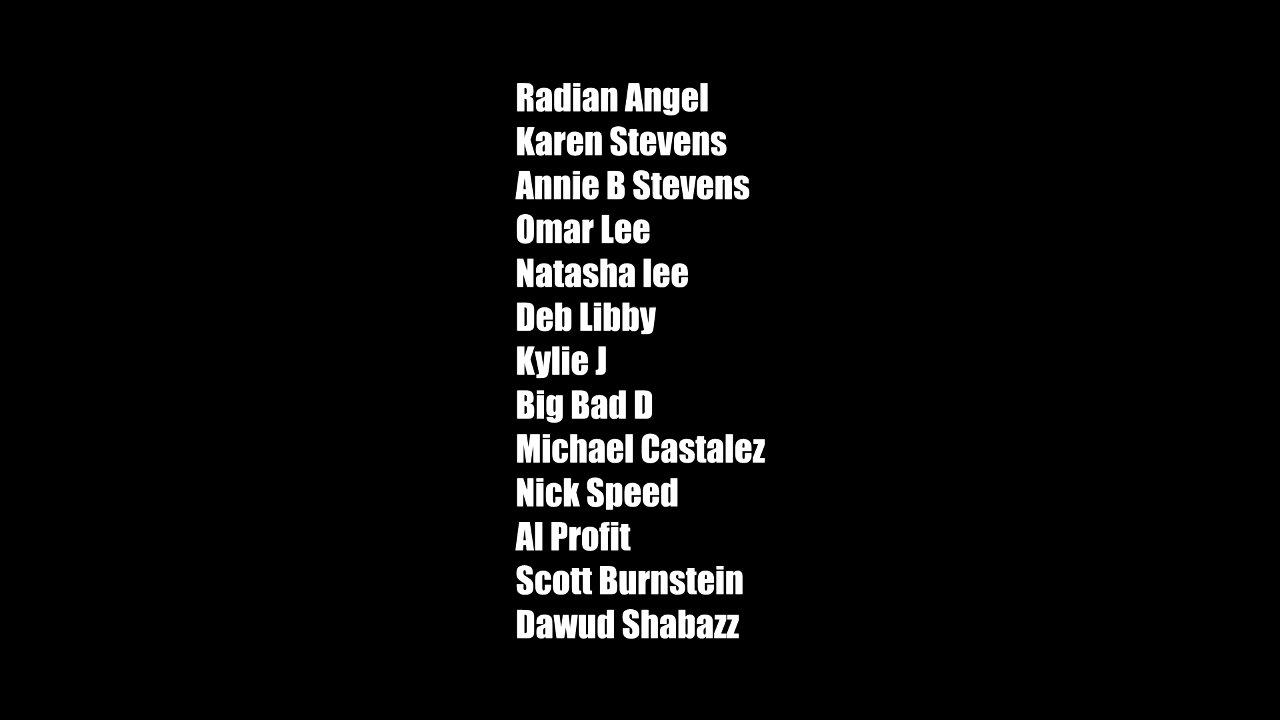 Radian Angel
Karen Stevens
Annie B Stevens
Omar Lee
Natasha lee
Deb Libby
Kylie J
Big Bad D
Michael Castalez
Nick Speed
Al Profit
Scott Burnstein
Dawud Shabazz